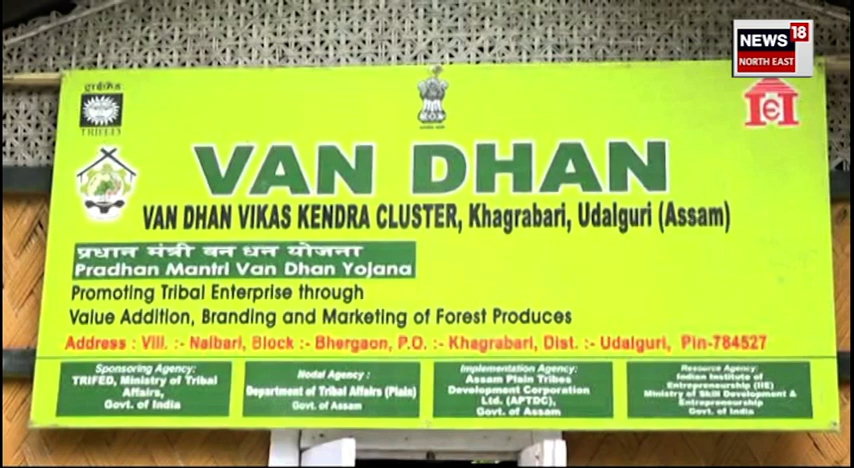 NEWS 18
NORTH EAST
ट्राईफेड
TRIFED
VAN DHAN
VAN DHAN VIKAS KENDRA CLUSTER, Khagrabari, Udalguri (Assam)
प्रधान मंत्री वन धन योजना
Pradhan Mantri Van Dhan Yojana
Promoting Tribal Enterprise through
Value Addition, Branding and Marketing of Forest Produces
Address : Vill. :- Naibari, Block :- Bhergaon, P.O. :- Khagrabari, Dist. :- Udalguri, Pin-784527
Sponsoring Agency:
TRIFED, Ministry of Tribal
Affairs,
Govt. of India
Nodal Agency :
Department of Tribal Affairs (Plain)
Govt. of Assam
Implementation Agency:
Assam Plain Tribes
Development Corporation
Ltd. (APTDC),
Govt. of Assam
Resource Agency:
Indian Institute of
Entrepreneurship (IIE)
Ministry of Skill Development &
Entrepreneurship
Govt. of India